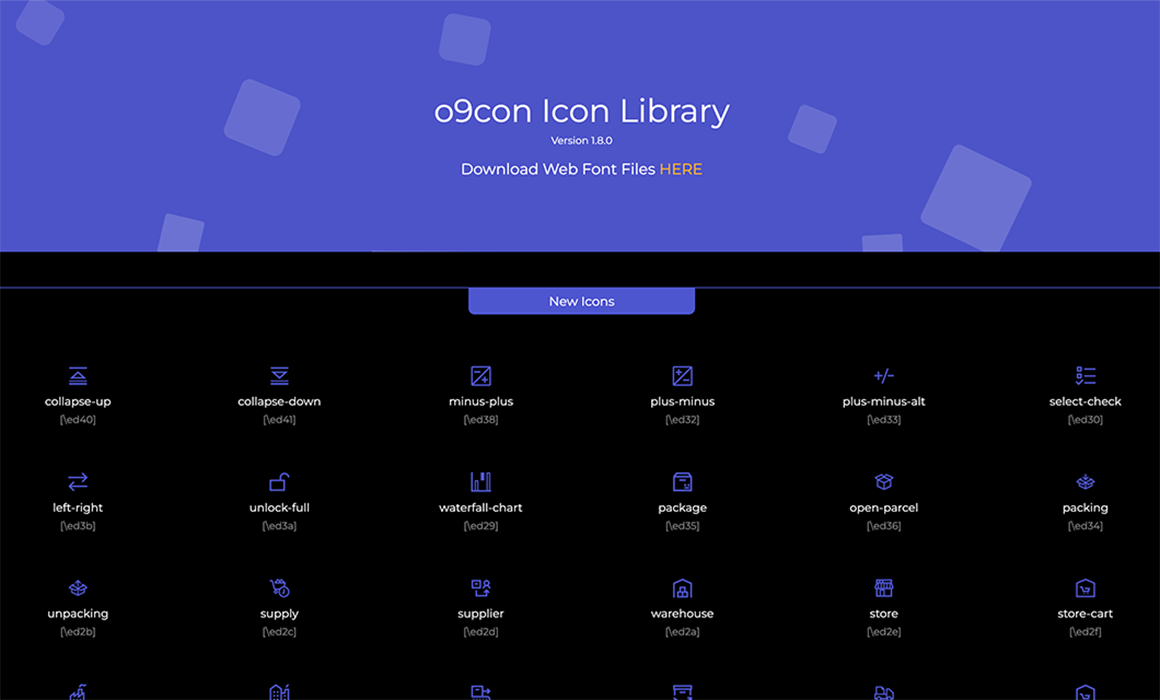 o9con Icon Library
Version 1.8.0
Download Web Font Files HERE
New Icons
collapse-up collapse-down minus-plus plus-minus plus-minus-alt select-check
[\ed40] [\ed41] [\ed38] [\ed32] [\ed33] [\ed30]
left-right unlock-full waterfall-chart package open-parcel packing
[\ed3b] [\ed3a] [\ed29] [\ed35] [\ed36] [\ed34]
unpacking supply supplier warehouse store store-cart
[\ed2b] [\ed2c] [\ed2d] [\ed2a] [\ed2e] [\ed2f]